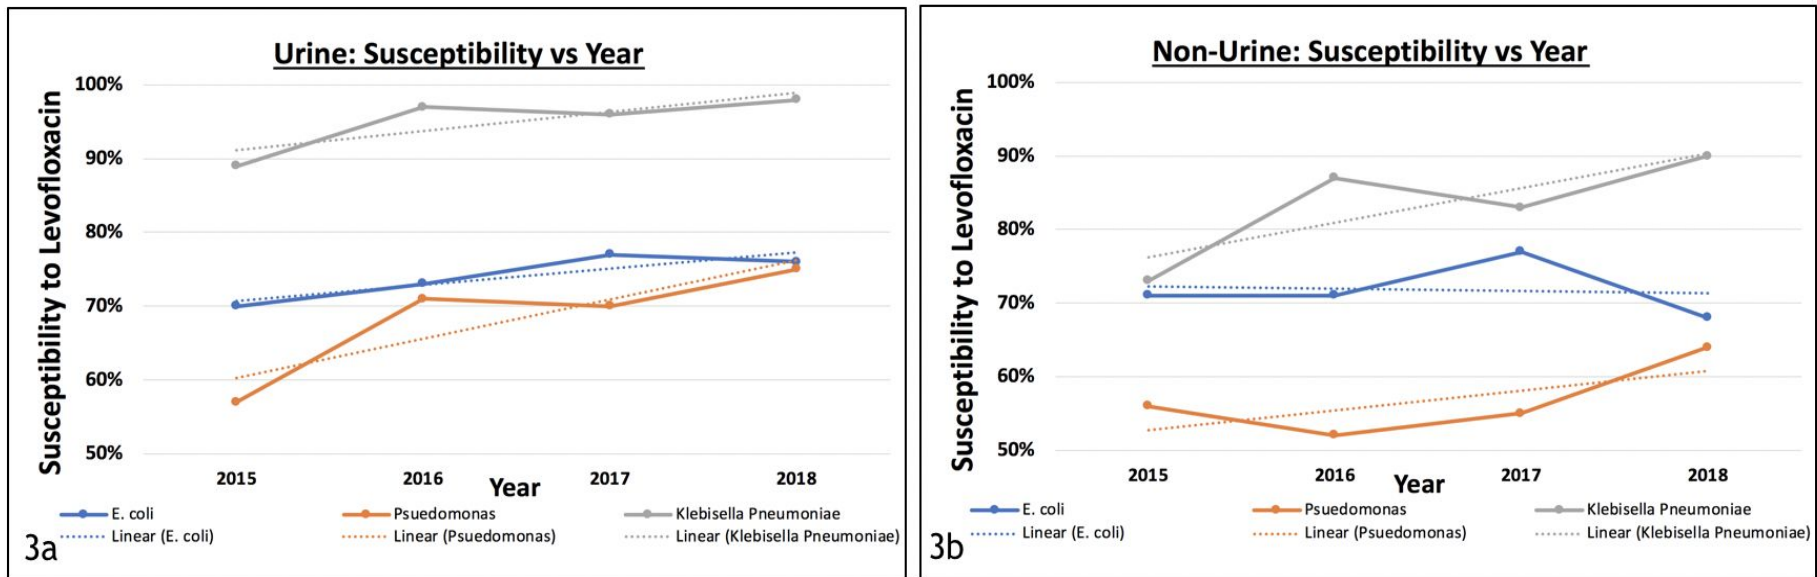 Urine: Susceptibility vs Year
Susceptibility to Levofloxacin
100%
90%
80%
70%
60%
50%
2015 2016 2017 2018
Year
E. coli Psuedomonas Klebisella Pneumoniae
Linear (E. coli) Linear (Psuedomonas) Linear (Klebisella Pneumoniae)
3a
Non-Urine: Susceptibility vs Year
Susceptibility to Levofloxacin
100%
90%
80%
70%
60%
50%
2015 2016 2017 2018
Year
E. coli Psuedomonas Klebisella Pneumoniae
Linear (E. coli) Linear (Psuedomonas) Linear (Klebisella Pneumoniae)
3b